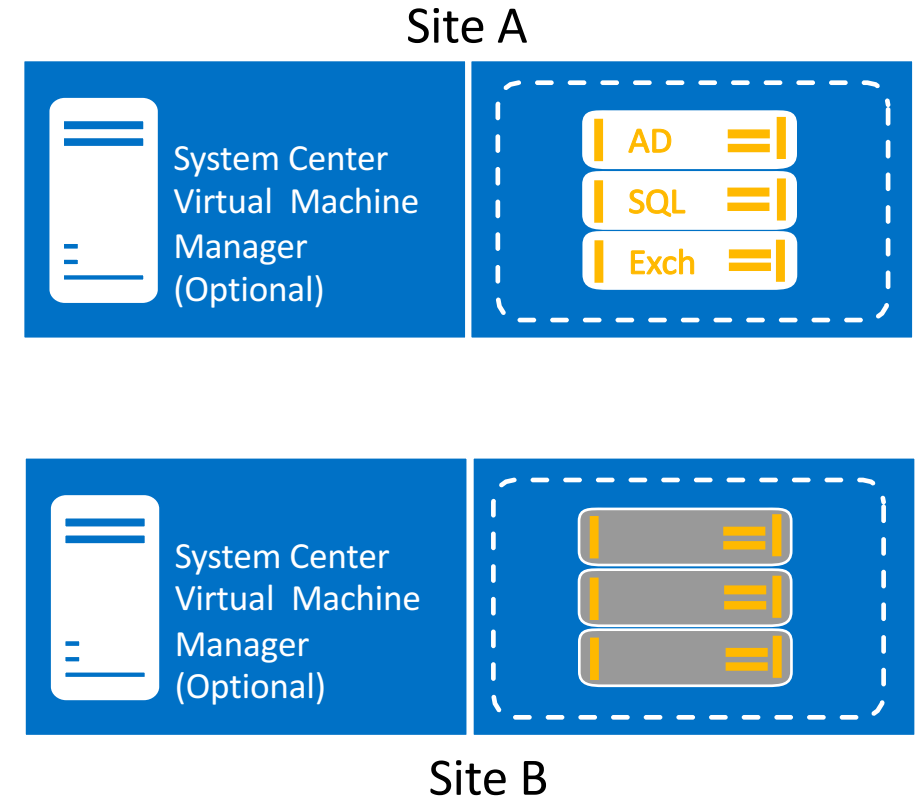 Site A
System Center
Virtual Machine
Manager
(Optional)
AD
SQL
Exch
System Center
Virtual Machine
Manager
(Optional)
Site B